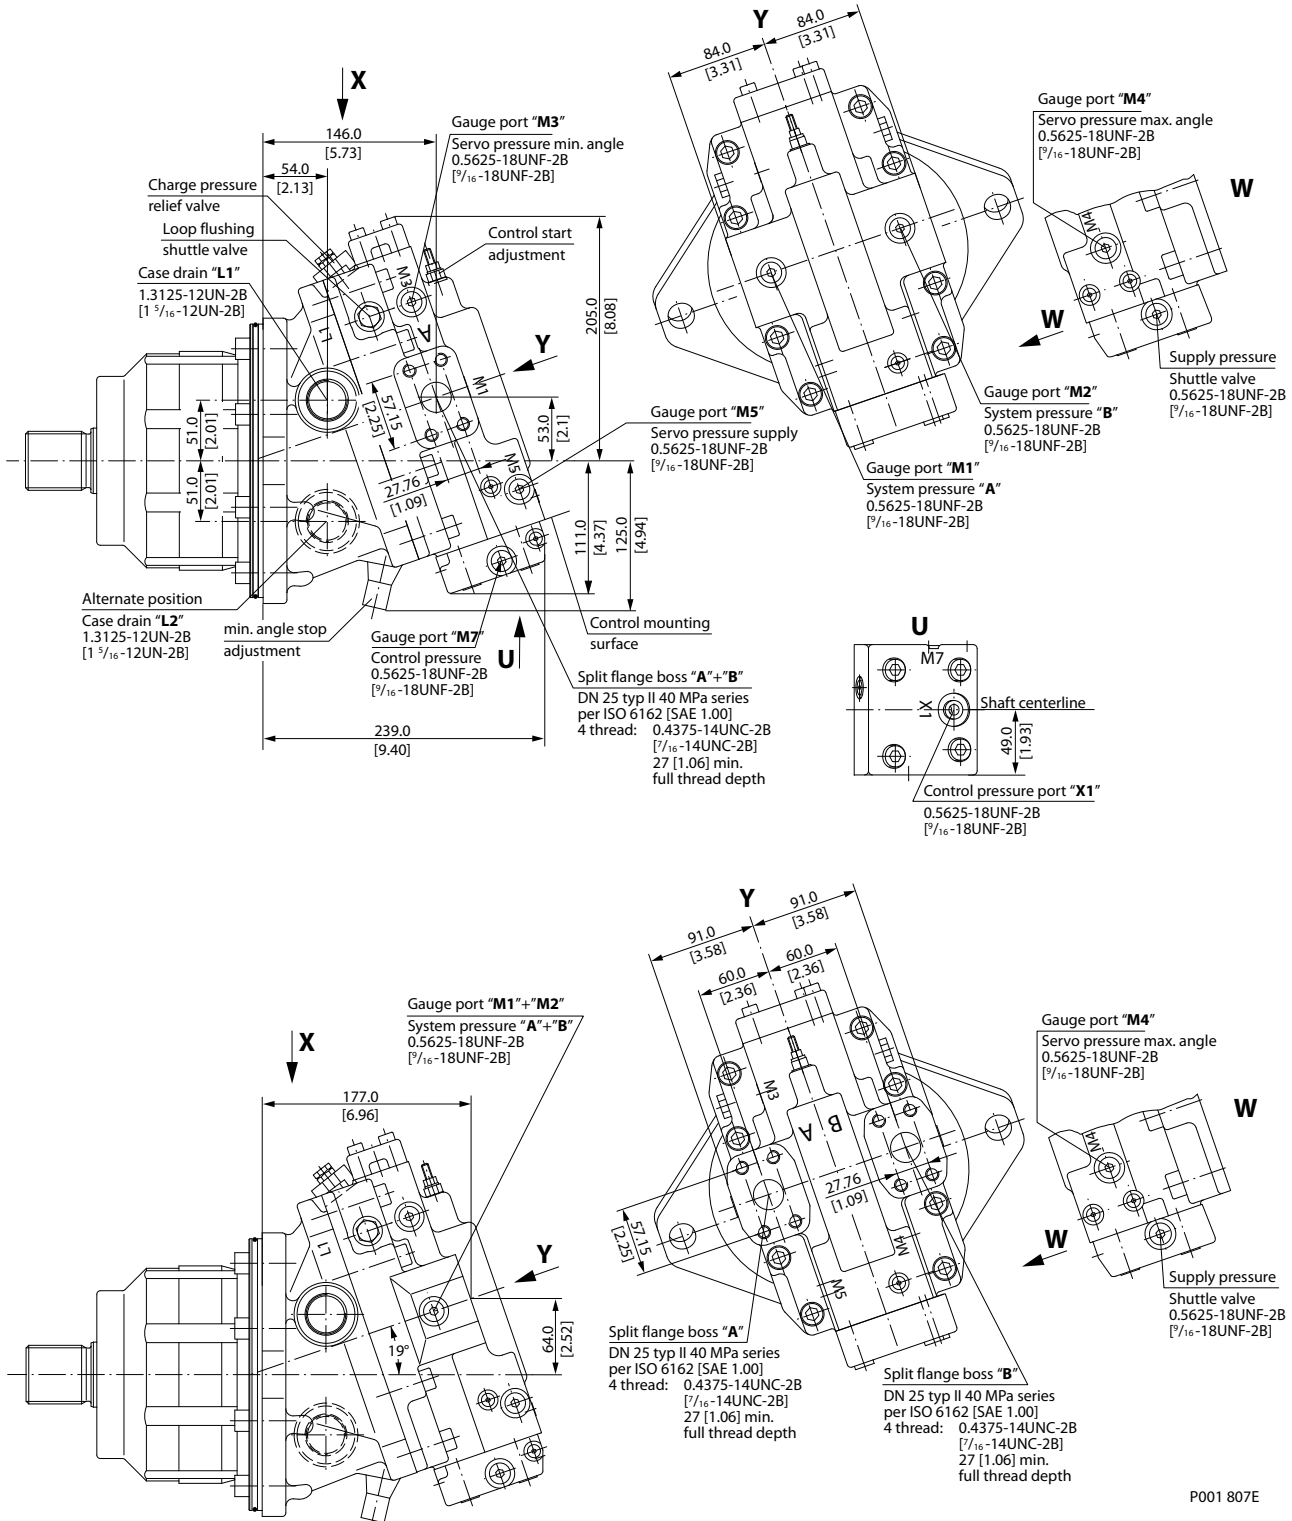 Y
84.0
[3.31]
84.0
[3.31]
X
146.0
[5.73]
54.0
[2.13]
Gauge port "M3"
Servo pressure min. angle
0.5625-18UNF-2B
[9/16-18UNF-2B]
Gauge port "M4"
Servo pressure max. angle
0.5625-18UNF-2B
[9/16-18UNF-2B]
W
Charge pressure
relief valve
Loop flushing
shuttle valve
Case drain "L1"
1.3125-12UN-2B
[1 5/16-12UN-2B]
Control start
adjustment
M3
L1
A
M1
M5
M4
205.0
[8.08]
Y
W
Supply pressure
Shuttle valve
0.5625-18UNF-2B
[9/16-18UNF-2B]
51.0
[2.01]
51.0
[2.01]
57.15
[2.25]
27.76
[1.09]
53.0
[2.1]
111.0
[4.37]
125.0
[4.94]
Gauge port "M5"
Servo pressure supply
0.5625-18UNF-2B
[9/16-18UNF-2B]
Gauge port "M2"
System pressure "B"
0.5625-18UNF-2B
[9/16-18UNF-2B]
Gauge port "M1"
System pressure "A"
0.5625-18UNF-2B
[9/16-18UNF-2B]
Alternate position
Case drain "L2"
1.3125-12UN-2B
[1 5/16-12UN-2B]
min. angle stop
adjustment
Gauge port "M7"
Control pressure
0.5625-18UNF-2B
[9/16-18UNF-2B]
U
Control mounting
surface
Split flange boss "A"+"B"
DN 25 typ II 40 MPa series
per ISO 6162 [SAE 1.00]
4 thread: 0.4375-14UNC-2B
[7/16-14UNC-2B]
27 [1.06] min.
full thread depth
239.0
[9.40]
U
M7
X1
Shaft centerline
49.0
[1.93]
Control pressure port "X1"
0.5625-18UNF-2B
[9/16-18UNF-2B]
Y
91.0
[3.58]
91.0
[3.58]
60.0
[2.36]
60.0
[2.36]
Gauge port "M1"+"M2"
System pressure "A"+"B"
0.5625-18UNF-2B
[9/16-18UNF-2B]
X
177.0
[6.96]
L1
Y
19°
64.0
[2.52]
M3
A
B
27.76
[1.09]
57.15
[2.25]
M4
M5
Gauge port "M4"
Servo pressure max. angle
0.5625-18UNF-2B
[9/16-18UNF-2B]
W
M4
W
Supply pressure
Shuttle valve
0.5625-18UNF-2B
[9/16-18UNF-2B]
Split flange boss "A"
DN 25 typ II 40 MPa series
per ISO 6162 [SAE 1.00]
4 thread: 0.4375-14UNC-2B
[7/16-14UNC-2B]
27 [1.06] min.
full thread depth
Split flange boss "B"
DN 25 typ II 40 MPa series
per ISO 6162 [SAE 1.00]
4 thread: 0.4375-14UNC-2B
[7/16-14UNC-2B]
27 [1.06] min.
full thread depth
P001 807E